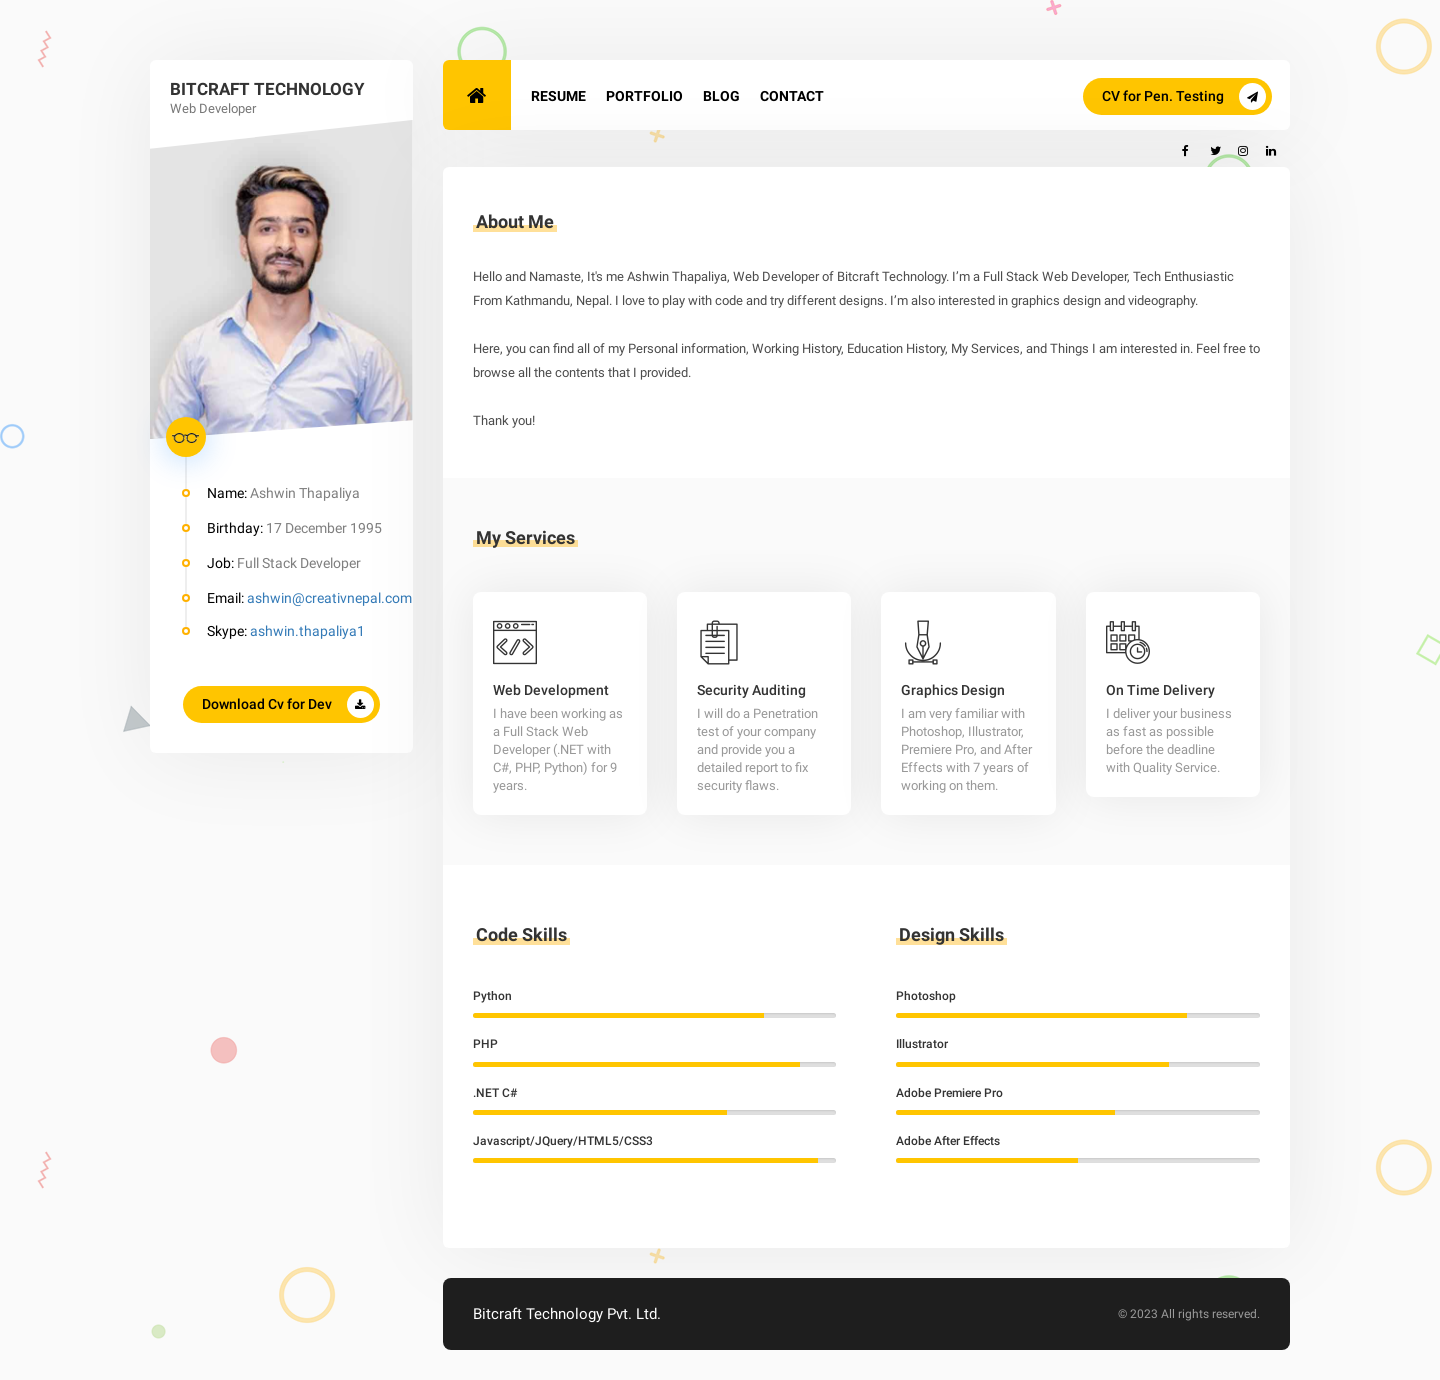 BITCRAFT TECHNOLOGY
Web Developer
Name: Ashwin Thapaliya
Birthday: 17 December 1995
Job: Full Stack Developer
Email: ashwin@creativnepal.com
Skype: ashwin.thapaliya1
Download Cv for Dev
RESUME PORTFOLIO BLOG CONTACT
CV for Pen. Testing
About Me
Hello and Namaste, It's me Ashwin Thapaliya, Web Developer of Bitcraft Technology. I’m a Full Stack Web Developer, Tech Enthusiastic
From Kathmandu, Nepal. I love to play with code and try different designs. I’m also interested in graphics design and videography.
Here, you can find all of my Personal information, Working History, Education History, My Services, and Things I am interested in. Feel free to
browse all the contents that I provided.
Thank you!
My Services
Web Development
I have been working as
a Full Stack Web
Developer (.NET with
C#, PHP, Python) for 9
years.
Security Auditing
I will do a Penetration
test of your company
and provide you a
detailed report to fix
security flaws.
Graphics Design
I am very familiar with
Photoshop, Illustrator,
Premiere Pro, and After
Effects with 7 years of
working on them.
On Time Delivery
I deliver your business
as fast as possible
before the deadline
with Quality Service.
Code Skills
Python
PHP
.NET C#
Javascript/JQuery/HTML5/CSS3
Design Skills
Photoshop
Illustrator
Adobe Premiere Pro
Adobe After Effects
Bitcraft Technology Pvt. Ltd.
© 2023 All rights reserved.